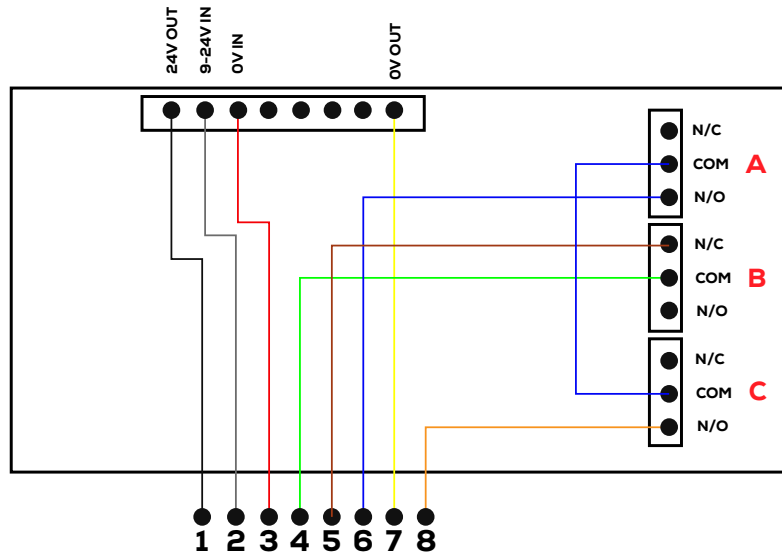 24V OUT
9-24V IN
0V IN
0V OUT
N/C
COM
N/O
A
N/C
COM
N/O
B
N/C
COM
N/O
C
1 2 3 4 5 6 7 8